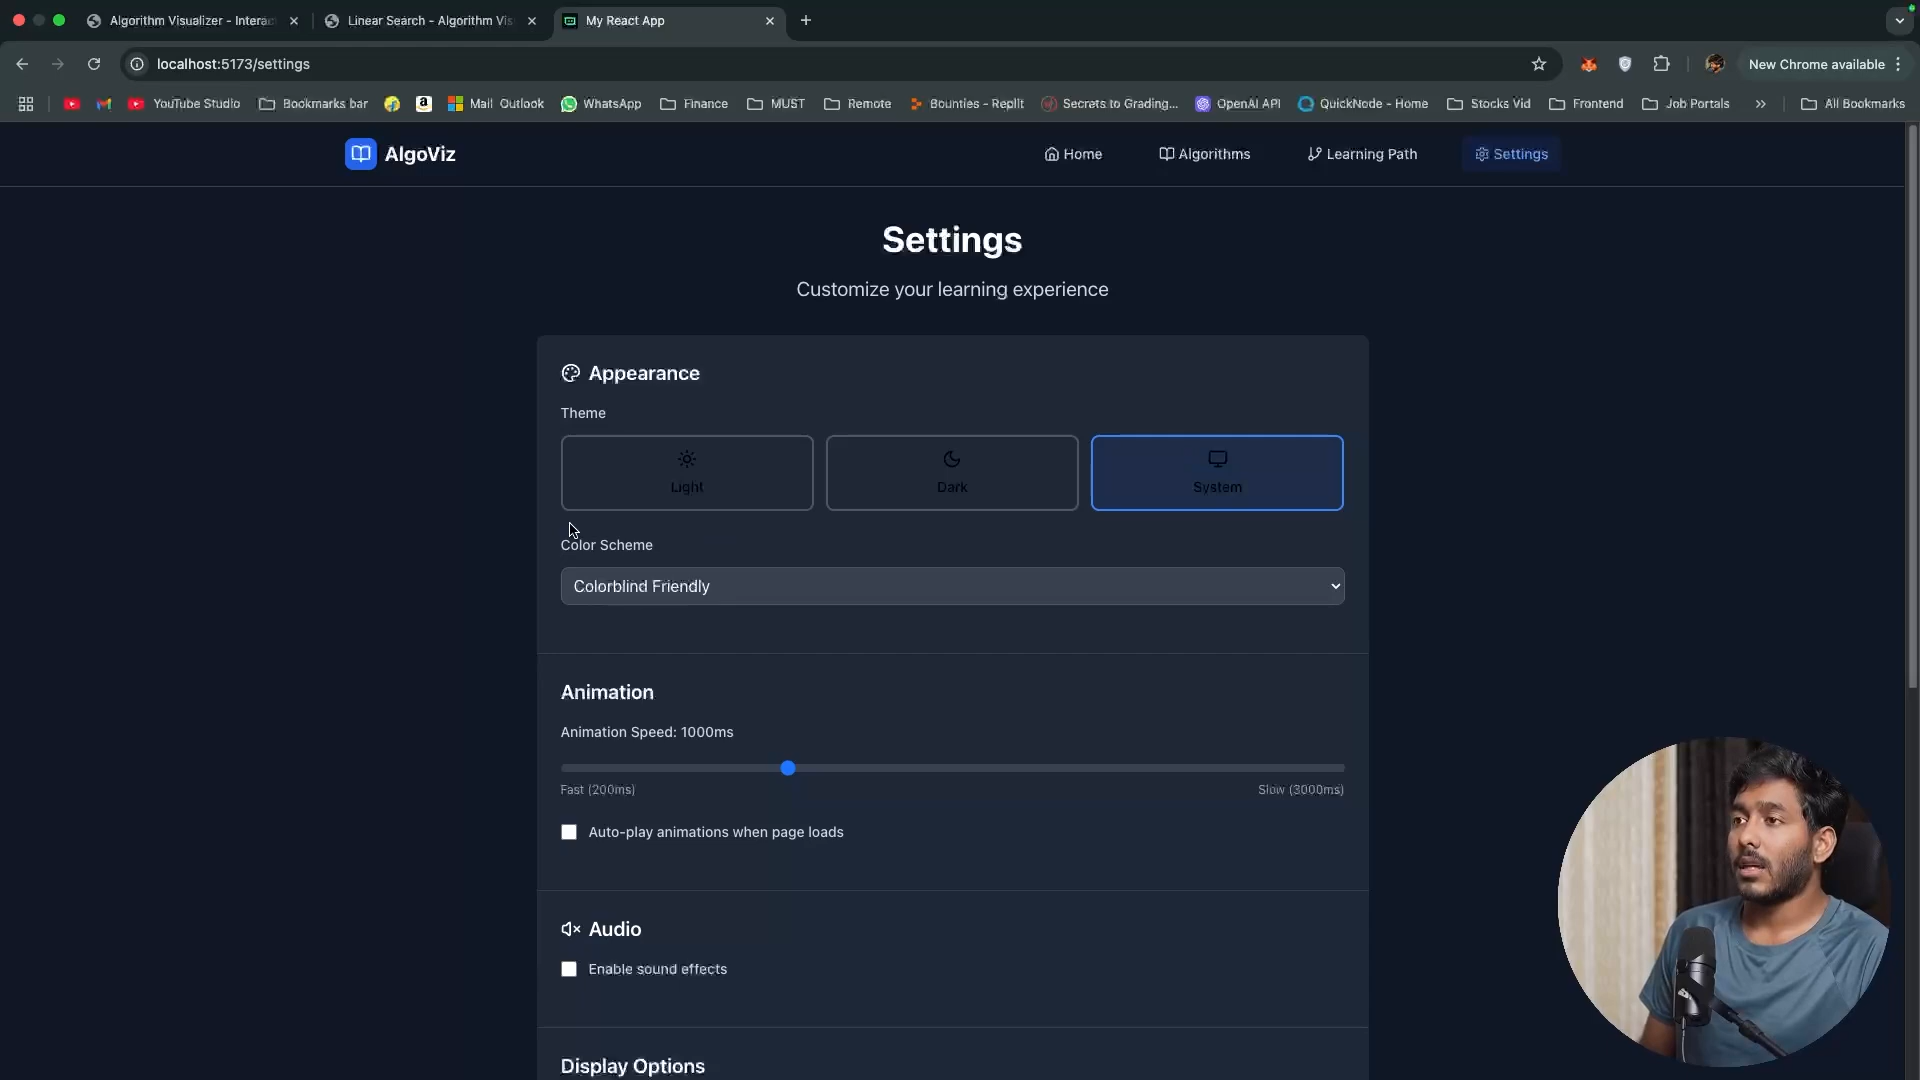 Algorithm Visualizer - Intera
Linear Search - Algorithm Vis
My React App
localhost:5173/settings
New Chrome available
YouTube Studio
Bookmarks bar
Mail
Outlook
WhatsApp
Finance
MUST
Remote
Bounties - Replit
Secrets to Grading...
OpenAI API
QuickNode - Home
Stocks Vid
Frontend
Job Portals
All Bookmarks
AlgoViz
Home
Algorithms
Learning Path
Settings
Settings
Customize your learning experience
Appearance
Theme
Light
Dark
System
Color Scheme
Colorblind Friendly
Animation
Animation Speed: 1000ms
Fast (200ms)
Slow (3000ms)
Auto-play animations when page loads
Audio
Enable sound effects
Display Options